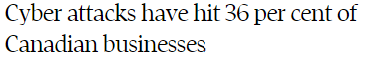 Cyber attacks have hit 36 per cent of
Canadian businesses